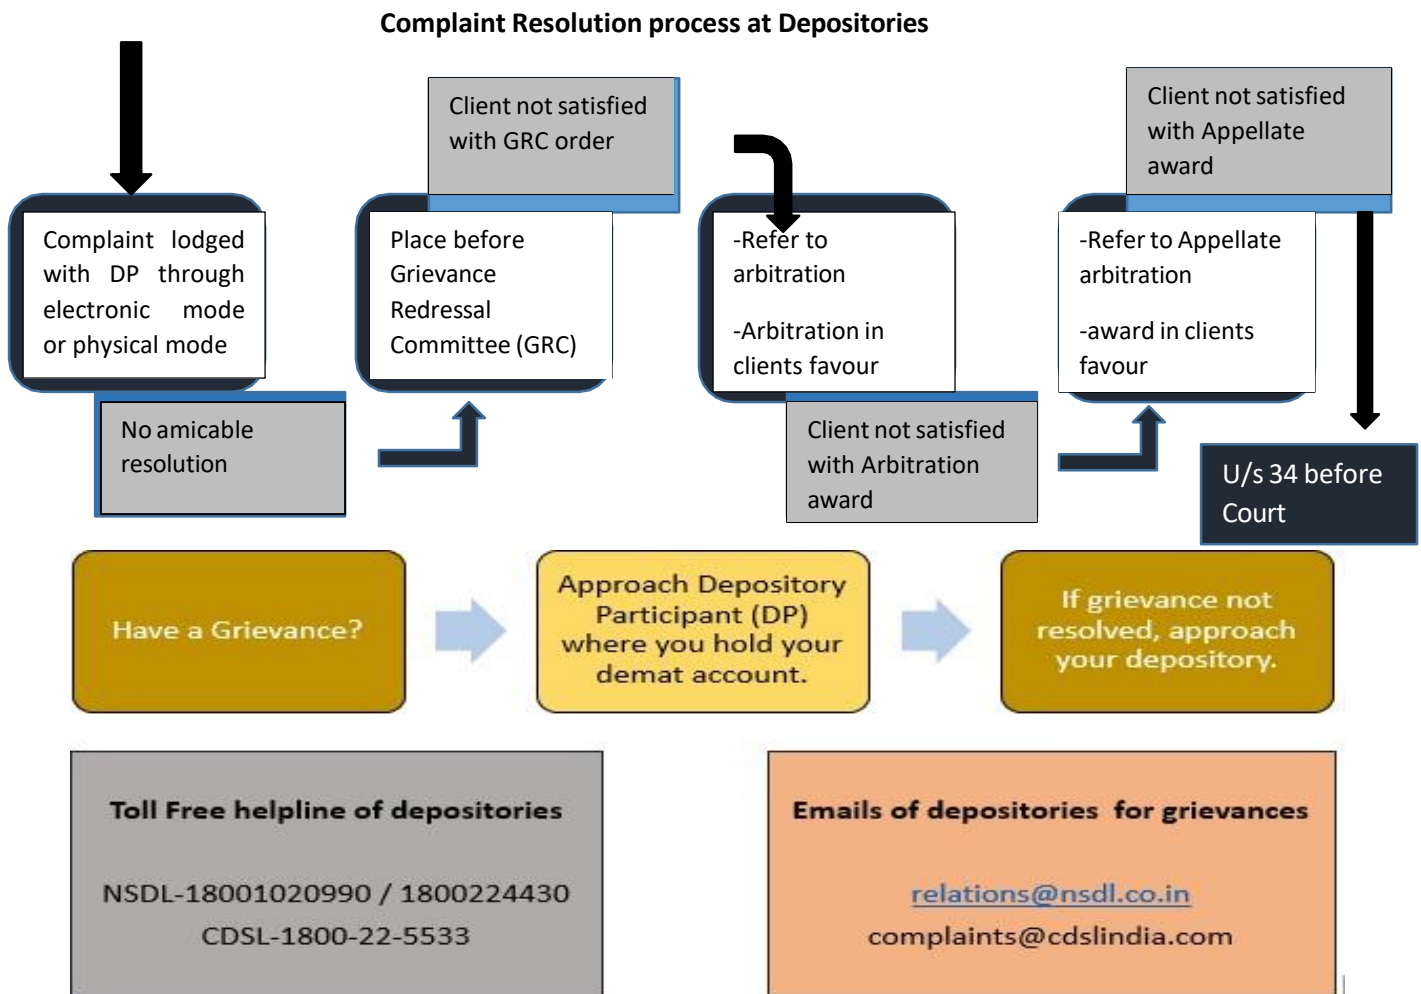 Complaint Resolution process at Depositories
Client not satisfied
with GRC order
Client not satisfied
with Appellate
award
Complaint lodged
with DP through
electronic mode
or physical mode
Place before
Grievance
Redressal
Committee (GRC)
-Refer to
arbitration
-Arbitration in
clients favour
-Refer to Appellate
arbitration
-award in clients
favour
No amicable
resolution
Client not satisfied
with Arbitration
award
U/s 34 before
Court
Have a Grievance?
Approach Depository
Participant (DP)
where you hold your
demat account.
If grievance not
resolved, approach
your depository.
Toll Free helpline of depositories
NSDL-18001020990 / 1800224430
CDSL-1800-22-5533
Emails of depositories for grievances
relations@nsdl.co.in
complaints@cdslindia.com